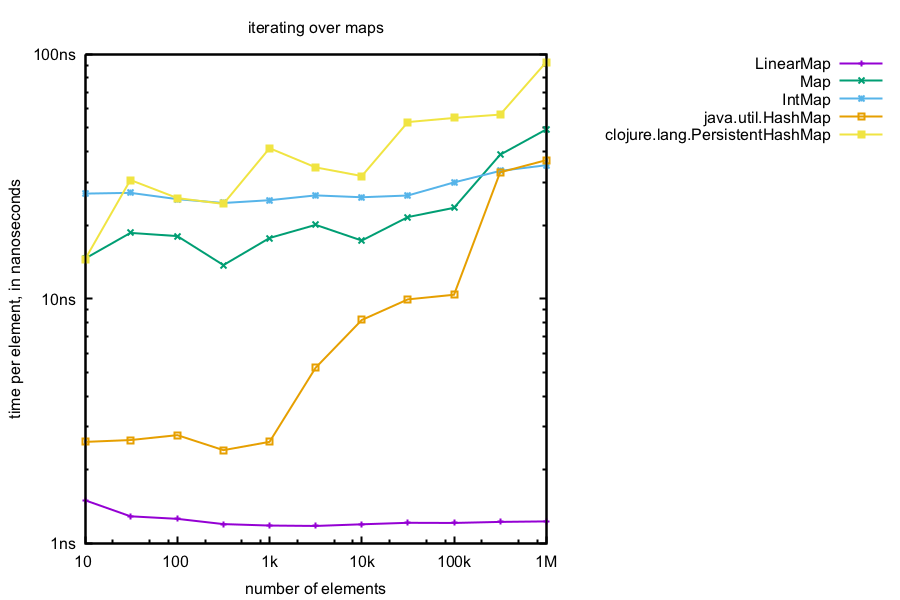 iterating over maps
100ns
10ns
1ns
time per element, in nanoseconds
10
100
1k
10k
100k
1M
number of elements
LinearMap
Map
IntMap
java.util.HashMap
clojure.lang.PersistentHashMap